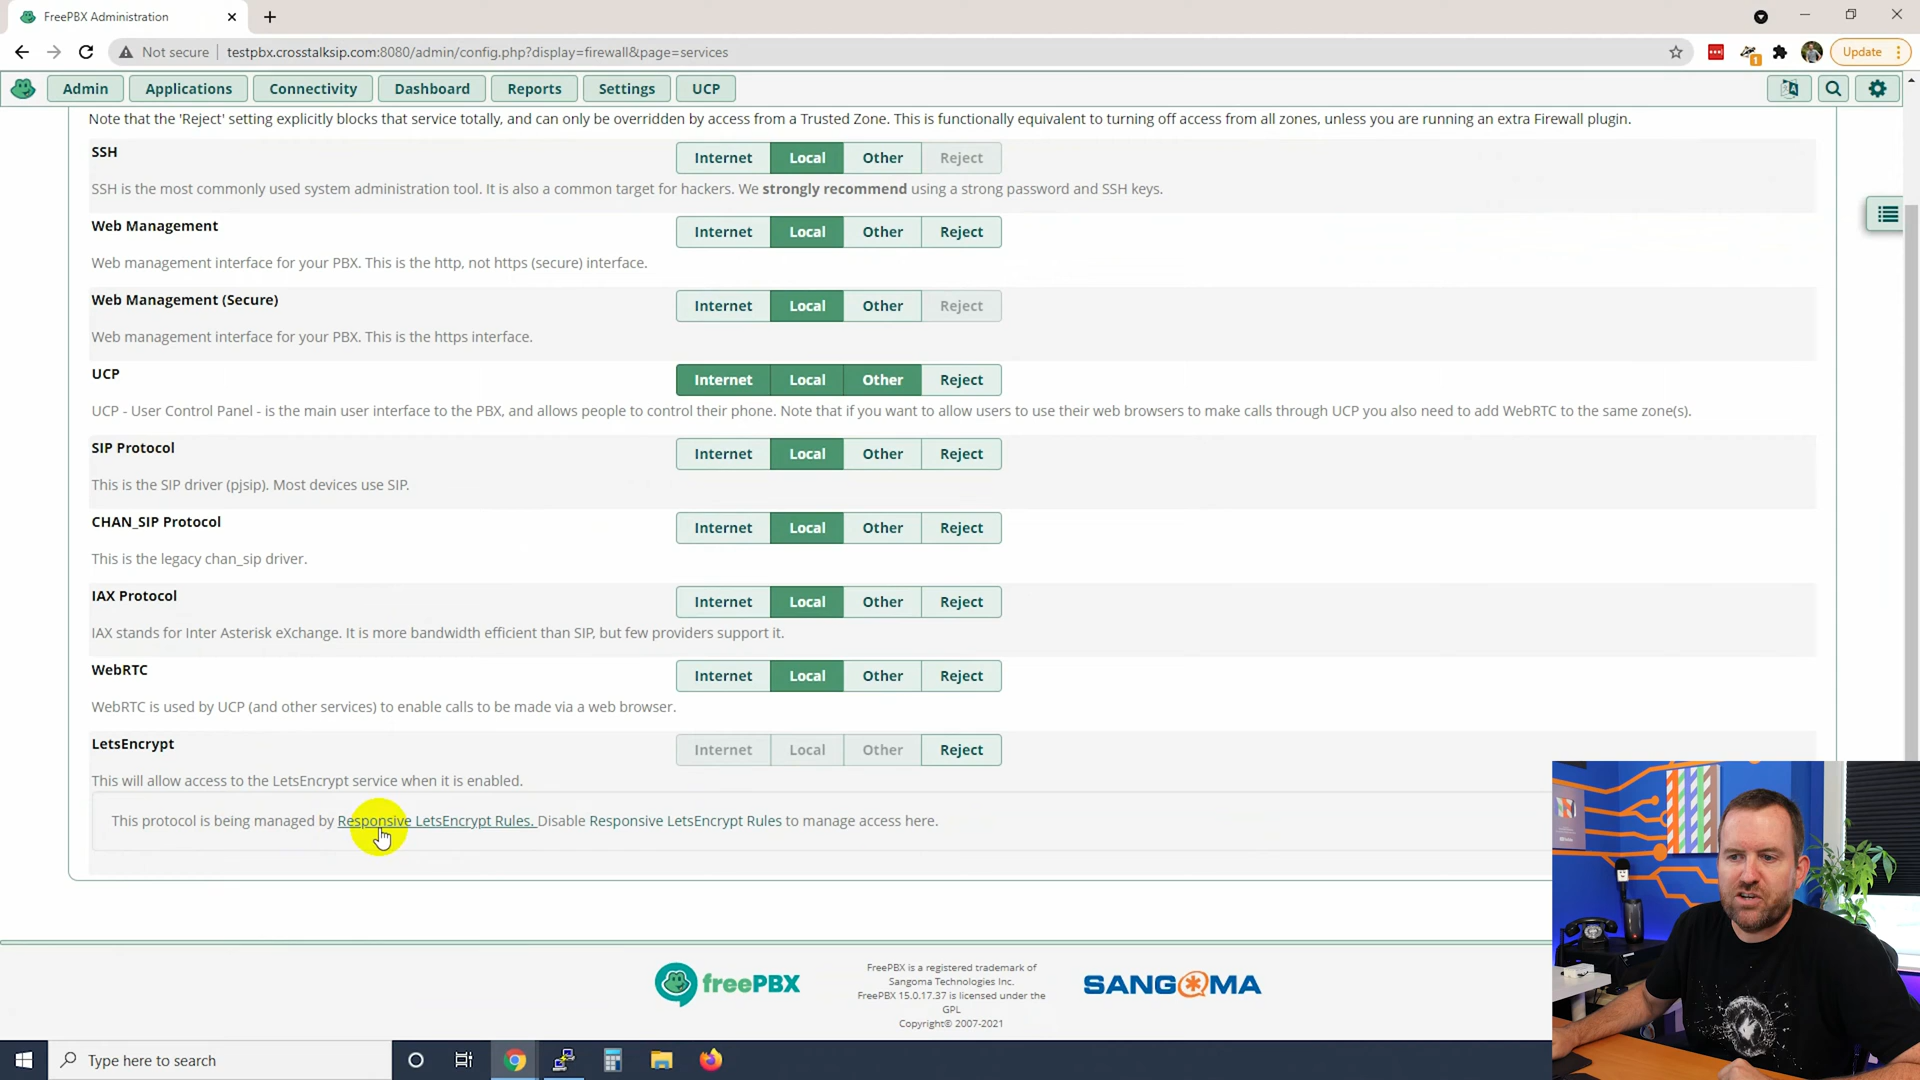 FreePBX Administration
Not secure
testpbx.crosstalksip.com:8080/admin/config.php?display=firewall&page=services
1
Update
Admin
Applications
Connectivity
Dashboard
Reports
Settings
UCP
Note that the 'Reject' setting explicitly blocks that service totally, and can only be overridden by access from a Trusted Zone. This is functionally equivalent to turning off access from all zones, unless you are running an extra Firewall plugin.
SSH
Internet Local Other Reject
SSH is the most commonly used system administration tool. It is also a common target for hackers. We strongly recommend using a strong password and SSH keys.
Web Management
Internet Local Other Reject
Web management interface for your PBX. This is the http, not https (secure) interface.
Web Management (Secure)
Internet Local Other Reject
Web management interface for your PBX. This is the https interface.
UCP
Internet Local Other Reject
UCP - User Control Panel - is the main user interface to the PBX, and allows people to control their phone. Note that if you want to allow users to use their web browsers to make calls through UCP you also need to add WebRTC to the same zone(s).
SIP Protocol
Internet Local Other Reject
This is the SIP driver (pjsip). Most devices use SIP.
CHAN_SIP Protocol
Internet Local Other Reject
This is the legacy chan_sip driver.
IAX Protocol
Internet Local Other Reject
IAX stands for Inter Asterisk eXchange. It is more bandwidth efficient than SIP, but few providers support it.
WebRTC
Internet Local Other Reject
WebRTC is used by UCP (and other services) to enable calls to be made via a web browser.
LetsEncrypt
Internet Local Other Reject
This will allow access to the LetsEncrypt service when it is enabled.
This protocol is being managed by Responsive LetsEncrypt Rules. Disable Responsive LetsEncrypt Rules to manage access here.
freePBX
FreePBX is a registered trademark of
Sangoma Technologies Inc.
FreePBX 15.0.17.37 is licensed under the
GPL
Copyright© 2007-2021
SANGOMA
Type here to search